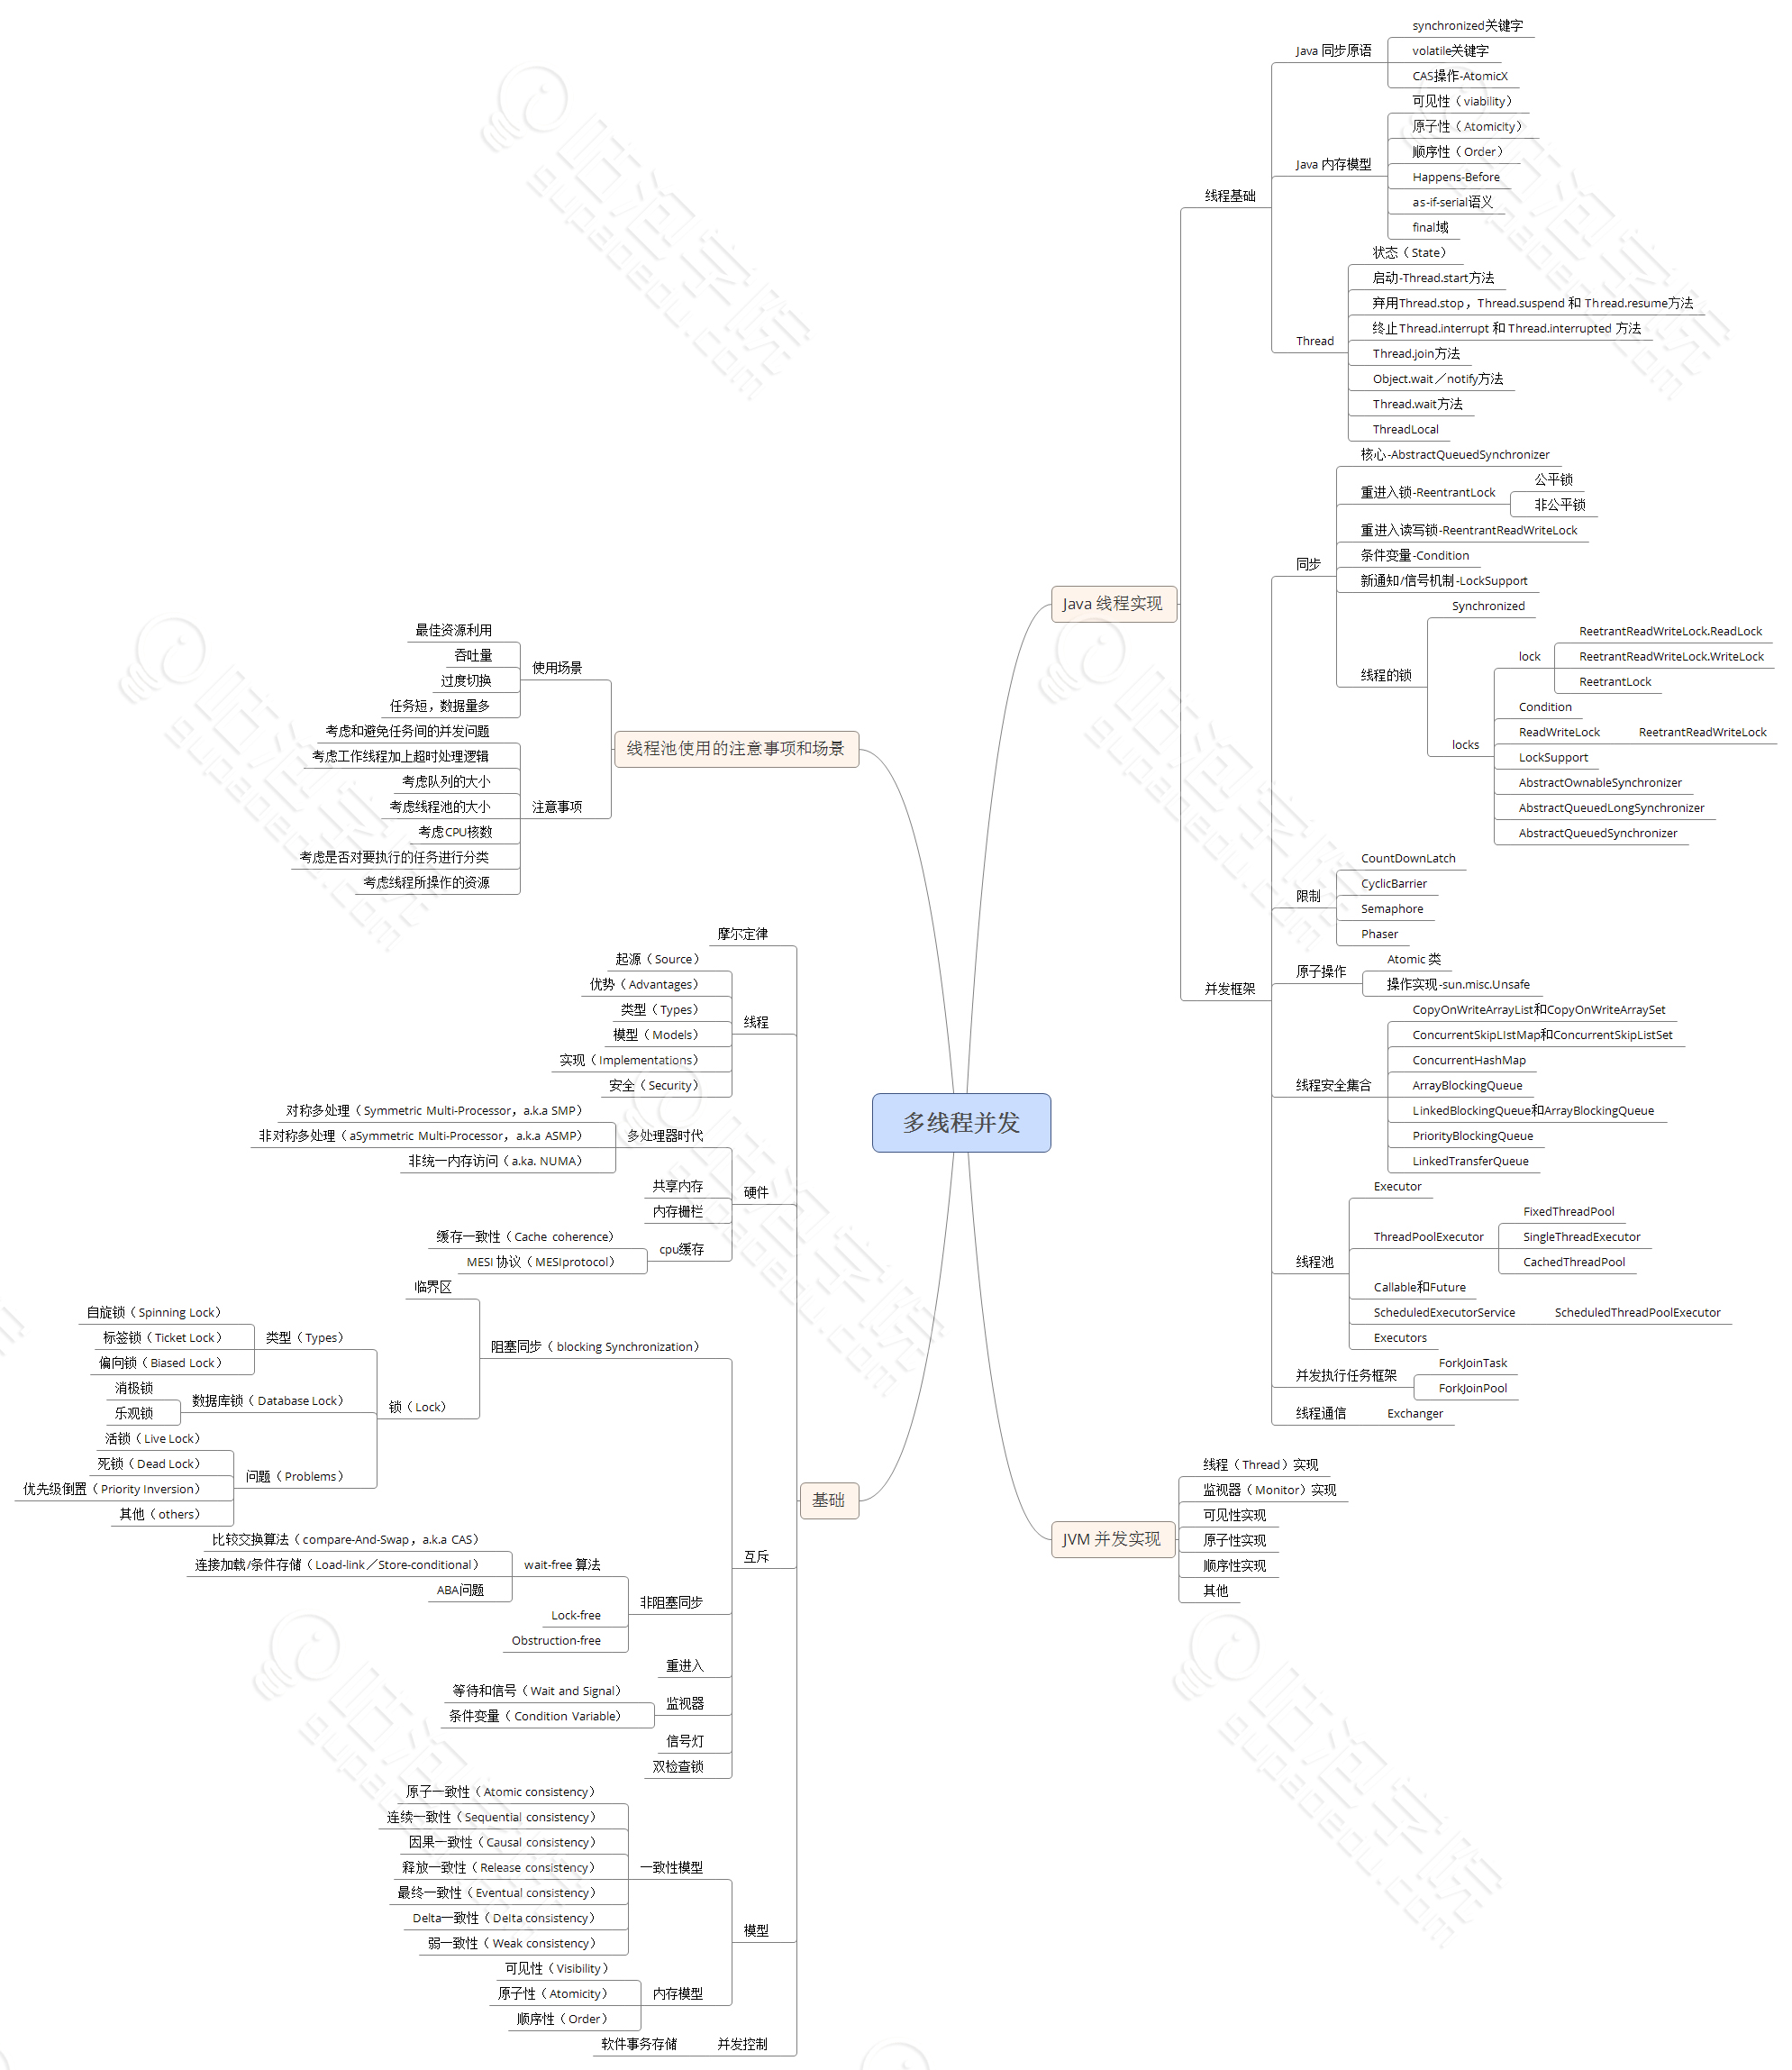 多线程并发
Java 线程实现
线程基础
Java 同步原语
synchronized关键字
volatile关键字
CAS操作-AtomicX
Java 内存模型
可见性（viability）
原子性（Atomicity）
顺序性（Order）
Happens-Before
as-if-serial语义
final域
Thread
状态（State）
启动-Thread.start方法
弃用Thread.stop，Thread.suspend 和 Thread.resume方法
终止Thread.interrupt 和 Thread.interrupted 方法
Thread.join方法
Object.wait／notify方法
Thread.wait方法
ThreadLocal
并发框架
同步
核心-AbstractQueuedSynchronizer
重进入锁-ReentrantLock
公平锁
非公平锁
重进入读写锁-ReentrantReadWriteLock
条件变量-Condition
新通知/信号机制-LockSupport
线程的锁
Synchronized
locks
lock
ReetrantReadWriteLock.ReadLock
ReetrantReadWriteLock.WriteLock
ReetrantLock
Condition
ReadWriteLock
ReetrantReadWriteLock
LockSupport
AbstractOwnableSynchronizer
AbstractQueuedLongSynchronizer
AbstractQueuedSynchronizer
限制
CountDownLatch
CyclicBarrier
Semaphore
Phaser
原子操作
Atomic 类
操作实现-sun.misc.Unsafe
线程安全集合
CopyOnWriteArrayList和CopyOnWriteArraySet
ConcurrentSkipLIstMap和ConcurrentSkipListSet
ConcurrentHashMap
ArrayBlockingQueue
LinkedBlockingQueue和ArrayBlockingQueue
PriorityBlockingQueue
LinkedTransferQueue
线程池
Executor
ThreadPoolExecutor
FixedThreadPool
SingleThreadExecutor
CachedThreadPool
Callable和Future
ScheduledExecutorService
ScheduledThreadPoolExecutor
Executors
并发执行任务框架
ForkJoinTask
ForkJoinPool
线程通信
Exchanger
JVM 并发实现
线程（Thread）实现
监视器（Monitor）实现
可见性实现
原子性实现
顺序性实现
其他
线程池使用的注意事项和场景
使用场景
最佳资源利用
吞吐量
过度切换
任务短，数据量多
注意事项
考虑和避免任务间的并发问题
考虑工作线程加上超时处理逻辑
考虑队列的大小
考虑线程池的大小
考虑CPU核数
考虑是否对要执行的任务进行分类
考虑线程所操作的资源
基础
摩尔定律
线程
起源（Source）
优势（Advantages）
类型（Types）
模型（Models）
实现（Implementations）
安全（Security）
硬件
多处理器时代
对称多处理（Symmetric Multi-Processor，a.k.a SMP）
非对称多处理（aSymmetric Multi-Processor，a.k.a ASMP）
非统一内存访问（a.ka. NUMA）
共享内存
内存栅栏
cpu缓存
缓存一致性（Cache coherence）
MESI 协议（MESIprotocol）
互斥
阻塞同步（blocking Synchronization）
临界区
锁（Lock）
类型（Types）
自旋锁（Spinning Lock）
标签锁（Ticket Lock）
偏向锁（Biased Lock）
数据库锁（Database Lock）
消极锁
乐观锁
问题（Problems）
活锁（Live Lock）
死锁（Dead Lock）
优先级倒置（Priority Inversion）
其他（others）
非阻塞同步
wait-free 算法
比较交换算法（compare-And-Swap，a.k.a CAS）
连接加载/条件存储（Load-link／Store-conditional）
ABA问题
Lock-free
Obstruction-free
重进入
监视器
等待和信号（Wait and Signal）
条件变量（Condition Variable）
信号灯
双检查锁
模型
一致性模型
原子一致性（Atomic consistency）
连续一致性（Sequential consistency）
因果一致性（Causal consistency）
释放一致性（Release consistency）
最终一致性（Eventual consistency）
Delta一致性（Delta consistency）
弱一致性（Weak consistency）
内存模型
可见性（Visibility）
原子性（Atomicity）
顺序性（Order）
并发控制
软件事务存储